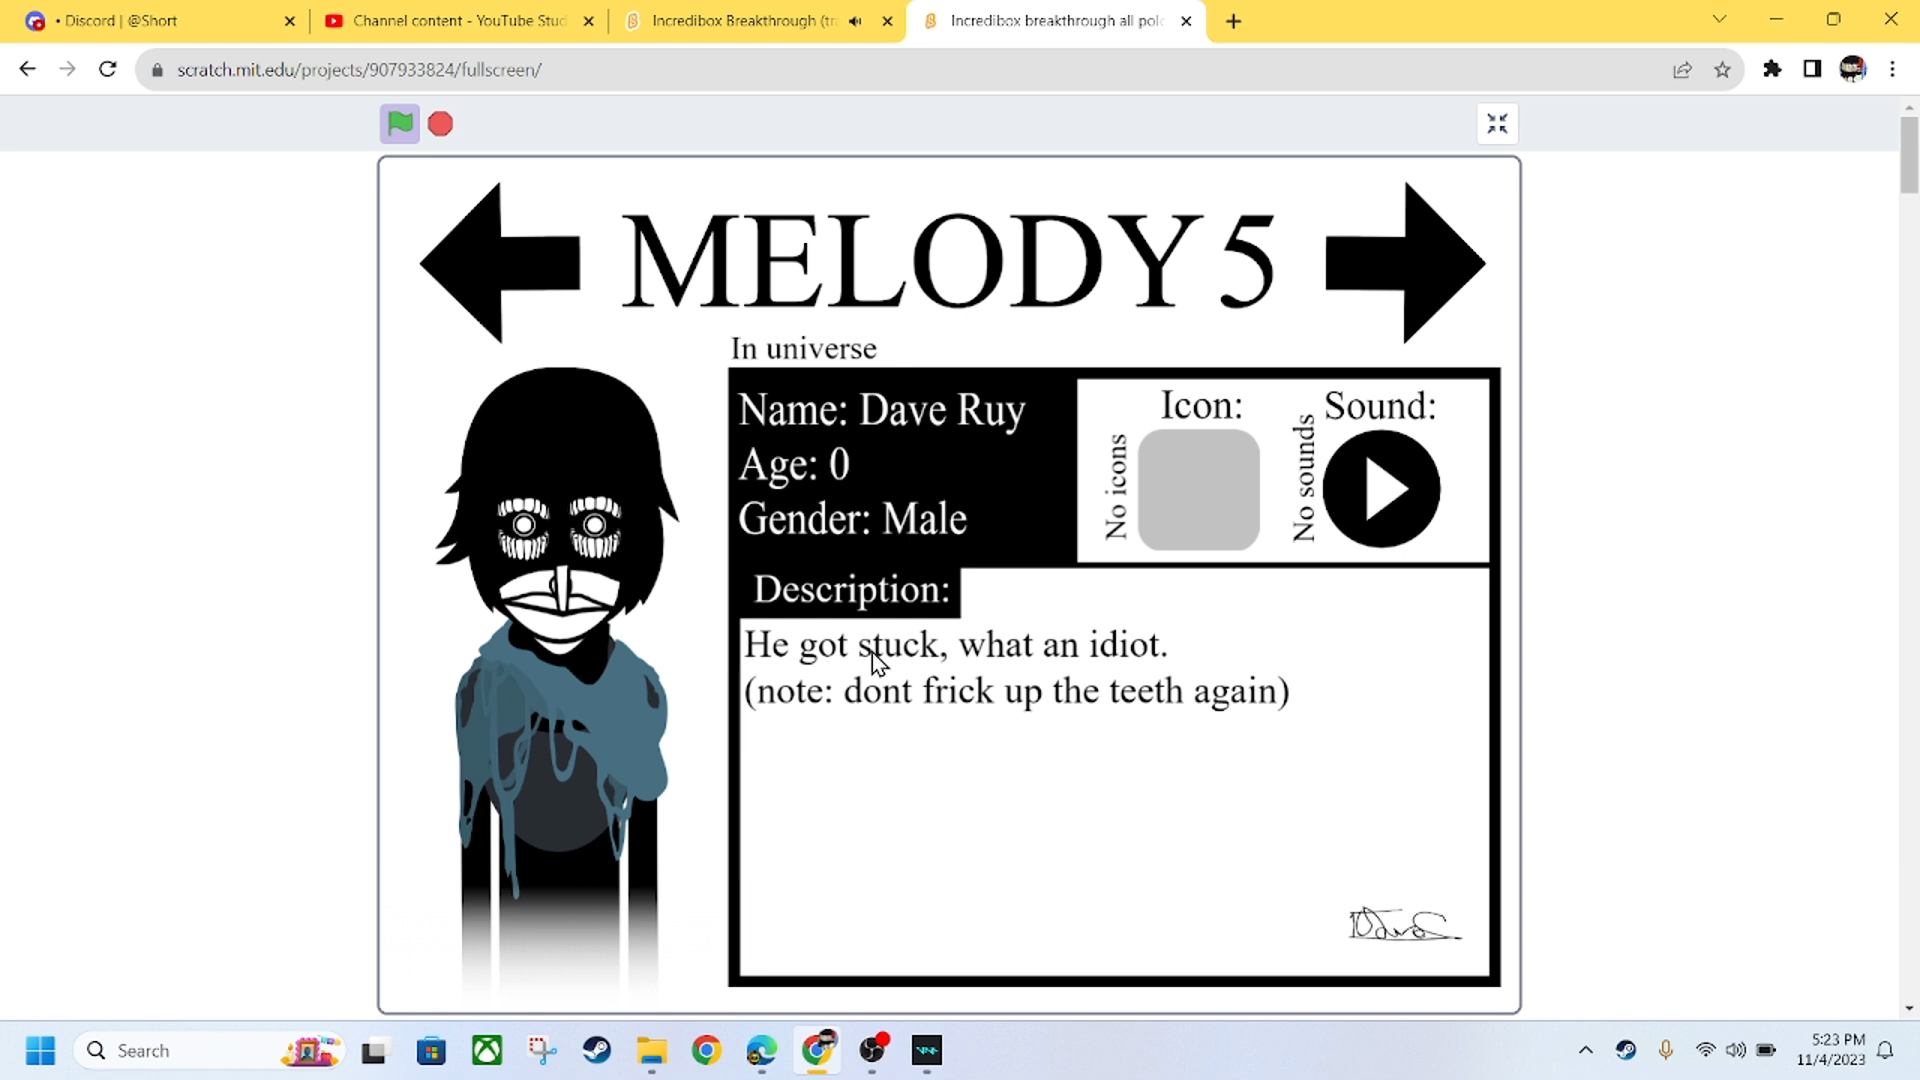 • Discord | @Short
Channel content - YouTube Stud
Incredibox Breakthrough (tra
Incredibox breakthrough all polo
scratch.mit.edu/projects/907933824/fullscreen/
MELODY 5
In universe
Name: Dave Ruy
Age: 0
Gender: Male
No icons
Icon:
No sounds
Sound:
Description:
He got stuck, what an idiot.
(note: dont frick up the teeth again)
Search
5:23 PM
11/4/2023